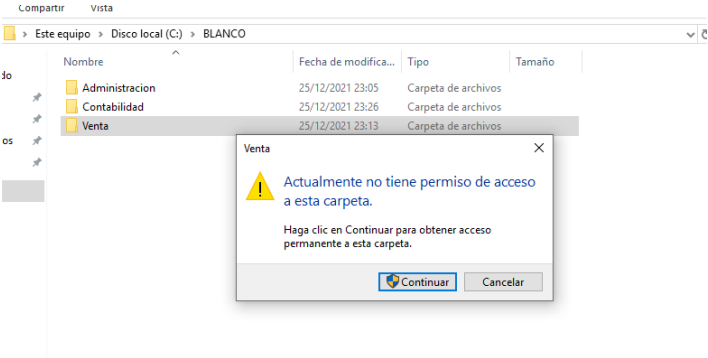 Compartir Vista
Este equipo > Disco local (C:) > BLANCO
Nombre Fecha de modifica... Tipo Tamaño
Administracion 25/12/2021 23:05 Carpeta de archivos
Contabilidad 25/12/2021 23:26 Carpeta de archivos
Venta 25/12/2021 23:13 Carpeta de archivos
os
Venta
Actualmente no tiene permiso de acceso
a esta carpeta.
Haga clic en Continuar para obtener acceso
permanente a esta carpeta.
Continuar Cancelar